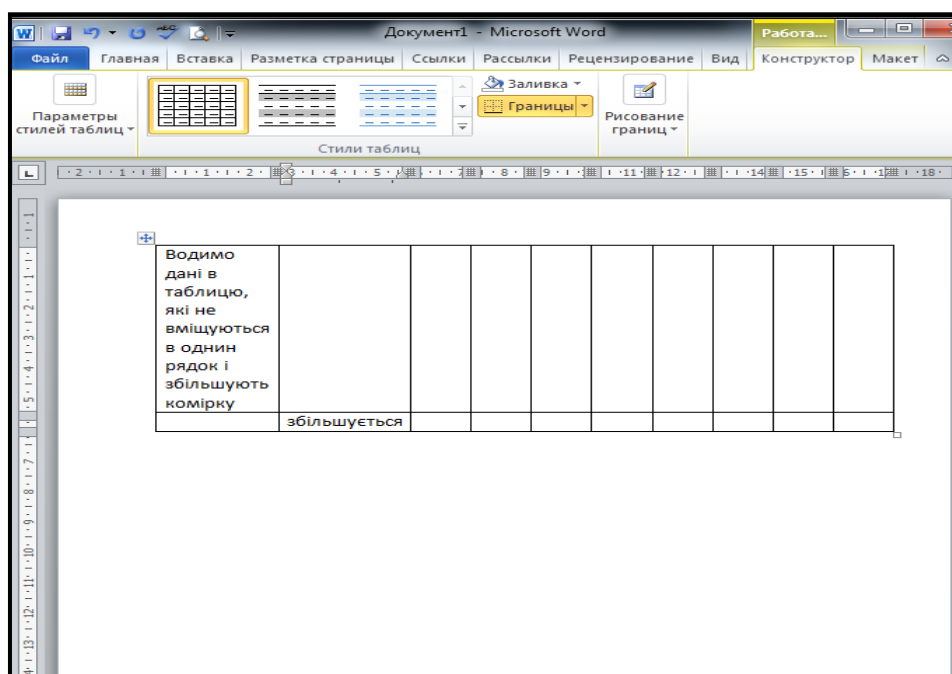 Документ1 - Microsoft Word
Работа...
Файл Главная Вставка Разметка страницы Ссылки Рассылки Рецензирование Вид Конструктор Макет
Параметры
стилей таблиц
Заливка
Границы
Рисование
границ
Стили таблиц
Водимо
дані в
таблицю,
які не
вміщуються
в однин
рядок і
збільшують
комірку
збільшується